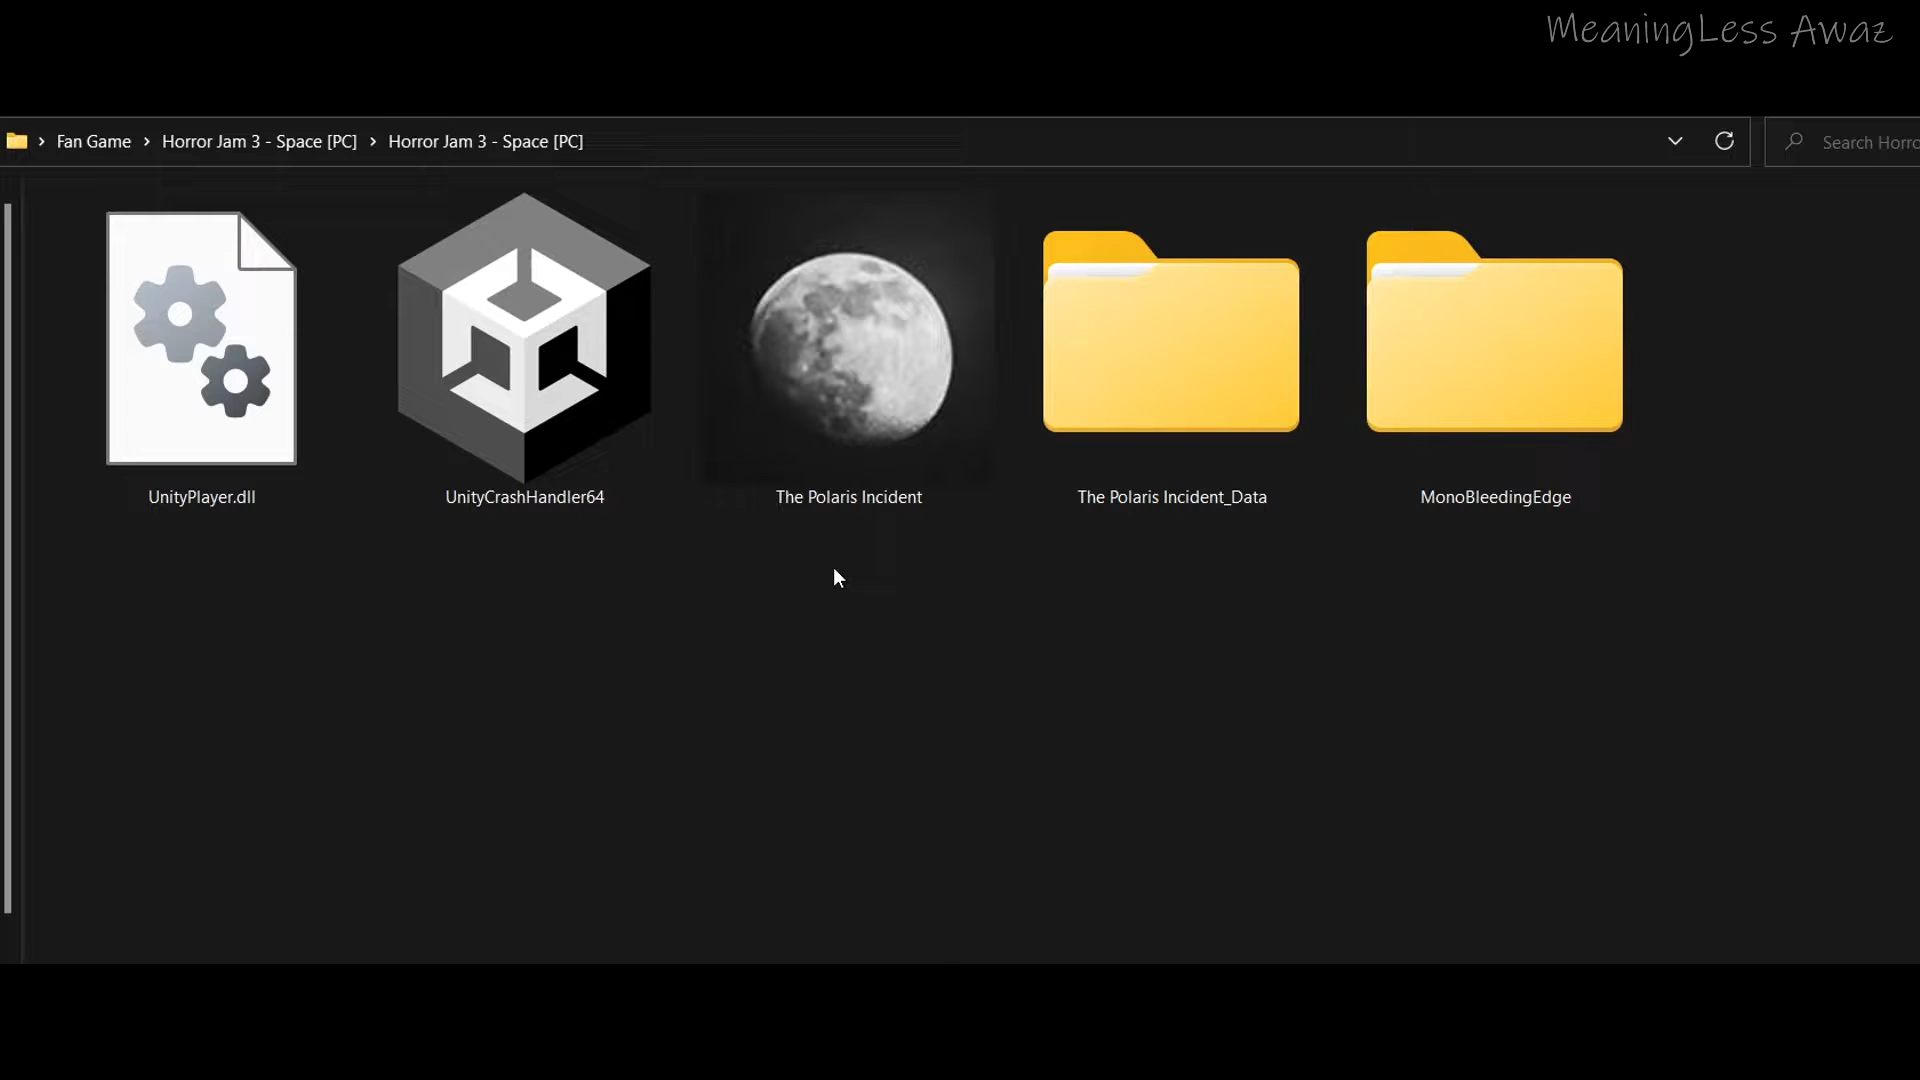 MeaningLess Awaz
Fan Game > Horror Jam 3 - Space [PC] > Horror Jam 3 - Space [PC]
Search Horro
UnityPlayer.dll
UnityCrashHandler64
The Polaris Incident
The Polaris Incident_Data
MonoBleedingEdge